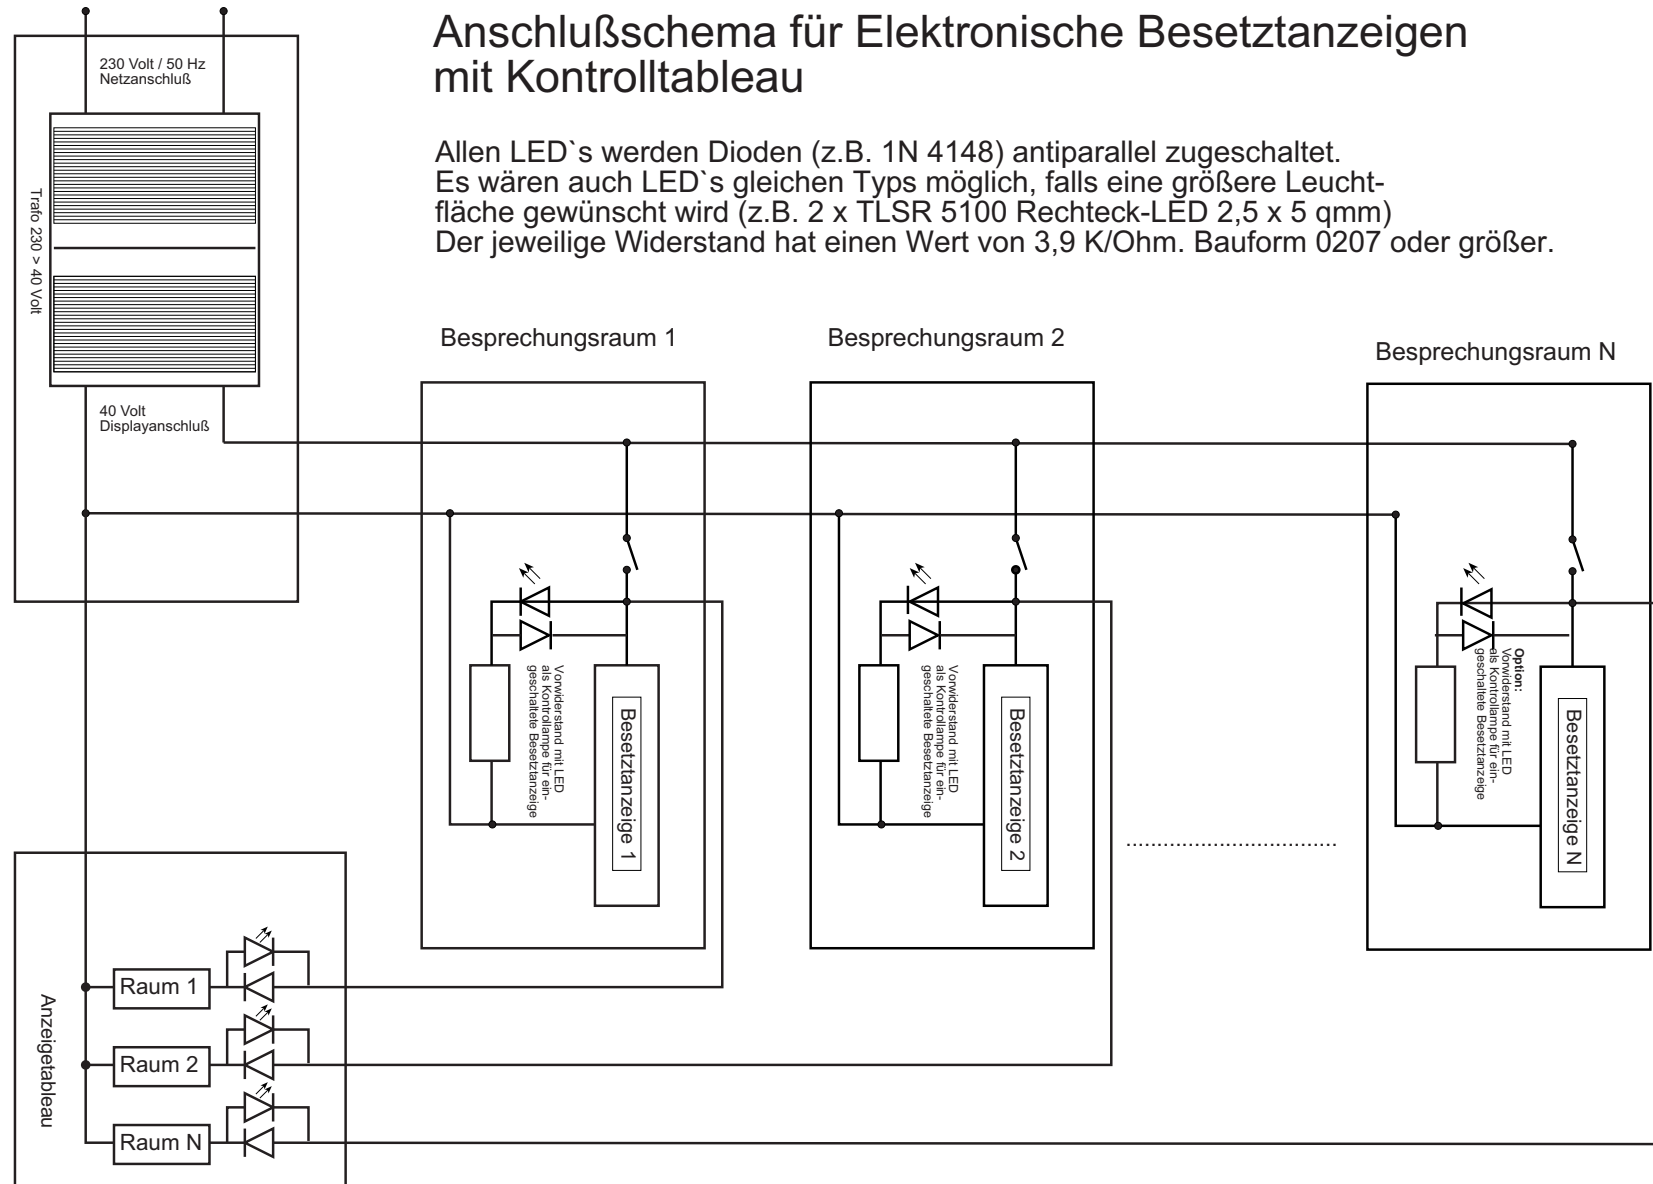 Anschlußschema für Elektronische Besetztanzeigen
mit Kontrolltableau
230 Volt / 50 Hz
Netzanschluß
Allen LED`s werden Dioden (z.B. 1N 4148) antiparallel zugeschaltet.
Es wären auch LED`s gleichen Typs möglich, falls eine größere Leucht-
fläche gewünscht wird (z.B. 2 x TLSR 5100 Rechteck-LED 2,5 x 5 qmm)
Der jeweilige Widerstand hat einen Wert von 3,9 K/Ohm. Bauform 0207 oder größer.
Trafo 230 > 40 Volt
40 Volt
Displayanschluß
Besprechungsraum 1
Besprechungsraum 2
Besprechungsraum N
Vorwiderstand mit LED
als Kontrollampe für ein-
geschaltete Besetztanzeige
Besetztanzeige 1
Vorwiderstand mit LED
als Kontrollampe für ein-
geschaltete Besetztanzeige
Besetztanzeige 2
...................................
Option:
Vorwiderstand mit LED
als Kontrollampe für ein-
geschaltete Besetztanzeige
Besetztanzeige N
Anzeigetableau
Raum 1
Raum 2
Raum N